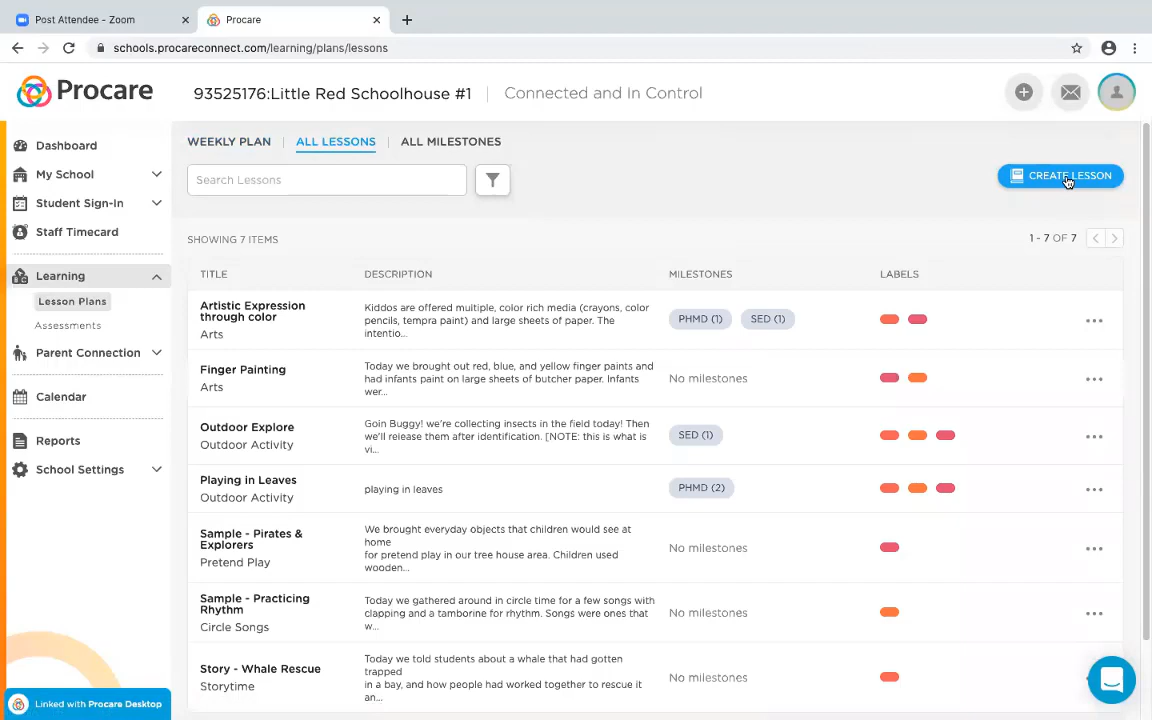 Post Attendee - Zoom
Procare
schools.procareconnect.com/learning/plans/lessons
Procare
93525176:Little Red Schoolhouse #1
Connected and In Control
Dashboard
My School
Student Sign-In
Staff Timecard
Learning
Lesson Plans
Assessments
Parent Connection
Calendar
Reports
School Settings
Linked with Procare Desktop
WEEKLY PLAN
ALL LESSONS
ALL MILESTONES
Search Lessons
CREATE LESSON
SHOWING 7 ITEMS
1 - 7 OF 7
TITLE DESCRIPTION MILESTONES LABELS
Artistic Expression
through color
Arts
Kiddos are offered multiple, color rich media (crayons, color
pencils, tempra paint) and large sheets of paper. The
intentio...
PHMD (1) SED (1)
Finger Painting
Arts
Today we brought out red, blue, and yellow finger paints and
had infants paint on large sheets of butcher paper. Infants
wer...
No milestones
Outdoor Explore
Outdoor Activity
Goin Buggy! we're collecting insects in the field today! Then
we'll release them after identification. [NOTE: this is what is
vi...
SED (1)
Playing in Leaves
Outdoor Activity
playing in leaves
PHMD (2)
Sample - Pirates &
Explorers
Pretend Play
We brought everyday objects that children would see at
home
for pretend play in our tree house area. Children used
wooden...
No milestones
Sample - Practicing
Rhythm
Circle Songs
Today we gathered around in circle time for a few songs with
clapping and a tamborine for rhythm. Songs were ones that
w...
No milestones
Story - Whale Rescue
Storytime
Today we told students about a whale that had gotten
trapped
in a bay, and how people had worked together to rescue it
an...
No milestones